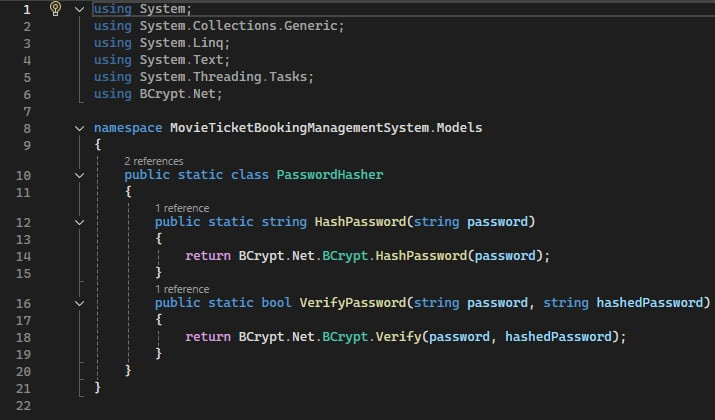 1 using System;
2 using System.Collections.Generic;
3 using System.Linq;
4 using System.Text;
5 using System.Threading.Tasks;
6 using BCrypt.Net;
7
8 namespace MovieTicketBookingManagementSystem.Models
9 {
2 references
10 public static class PasswordHasher
11 {
1 reference
12 public static string HashPassword(string password)
13 {
14 return BCrypt.Net.BCrypt.HashPassword(password);
15 }
1 reference
16 public static bool VerifyPassword(string password, string hashedPassword)
17 {
18 return BCrypt.Net.BCrypt.Verify(password, hashedPassword);
19 }
20 }
21 }
22